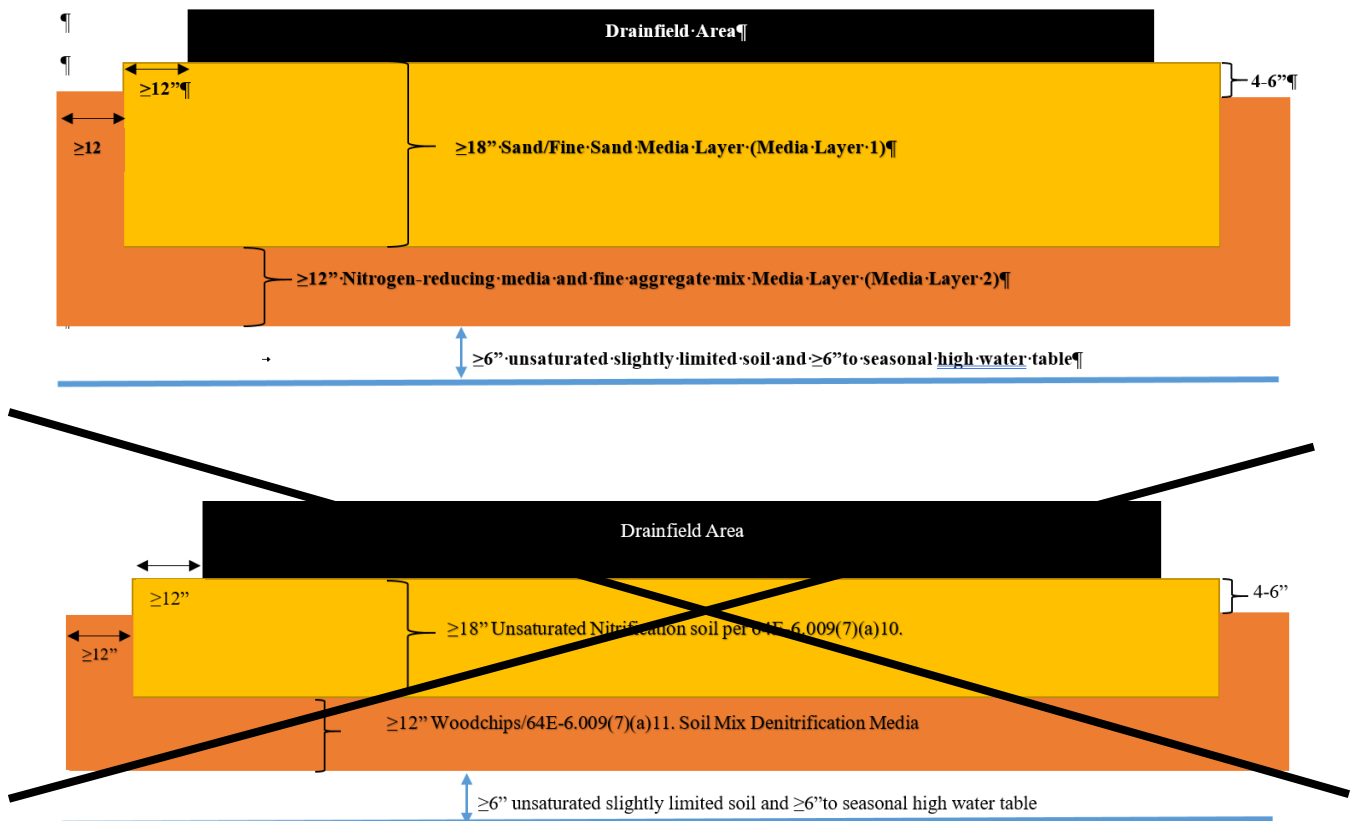 ¶
Drainfield·Area¶
¶
≥12”¶
4-6”¶
≥12
≥18”·Sand/Fine·Sand·Media·Layer·(Media·Layer·1)¶
≥12”·Nitrogen-reducing·media·and·fine·aggregate·mix·Media·Layer·(Media·Layer·2)¶
→
≥6”·unsaturated·slightly·limited·soil·and·≥6”to·seasonal·high·water·table¶
Drainfield Area
≥12”
4-6”
≥18” Unsaturated Nitrification soil per 64E-6.009(7)(a)10.
≥12”
≥12” Woodchips/64E-6.009(7)(a)11. Soil Mix Denitrification Media
≥6” unsaturated slightly limited soil and ≥6”to seasonal high water table